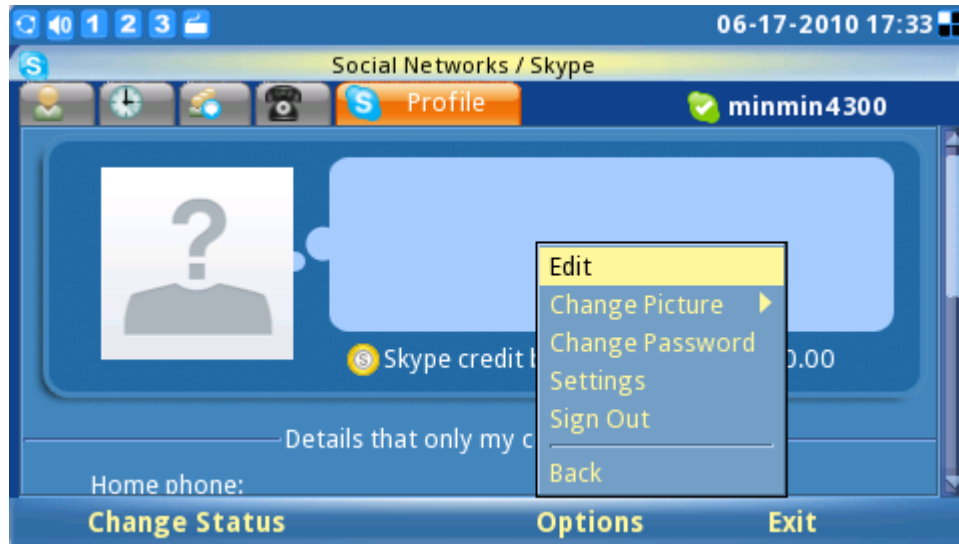 1 2 3 06-17-2010 17:33
Social Networks / Skype
Profile minmin4300
Edit
Change Picture
Change Password
Skype credit 0.00
Settings
Sign Out
Details that only my
Back
Home phone:
Change Status Options Exit